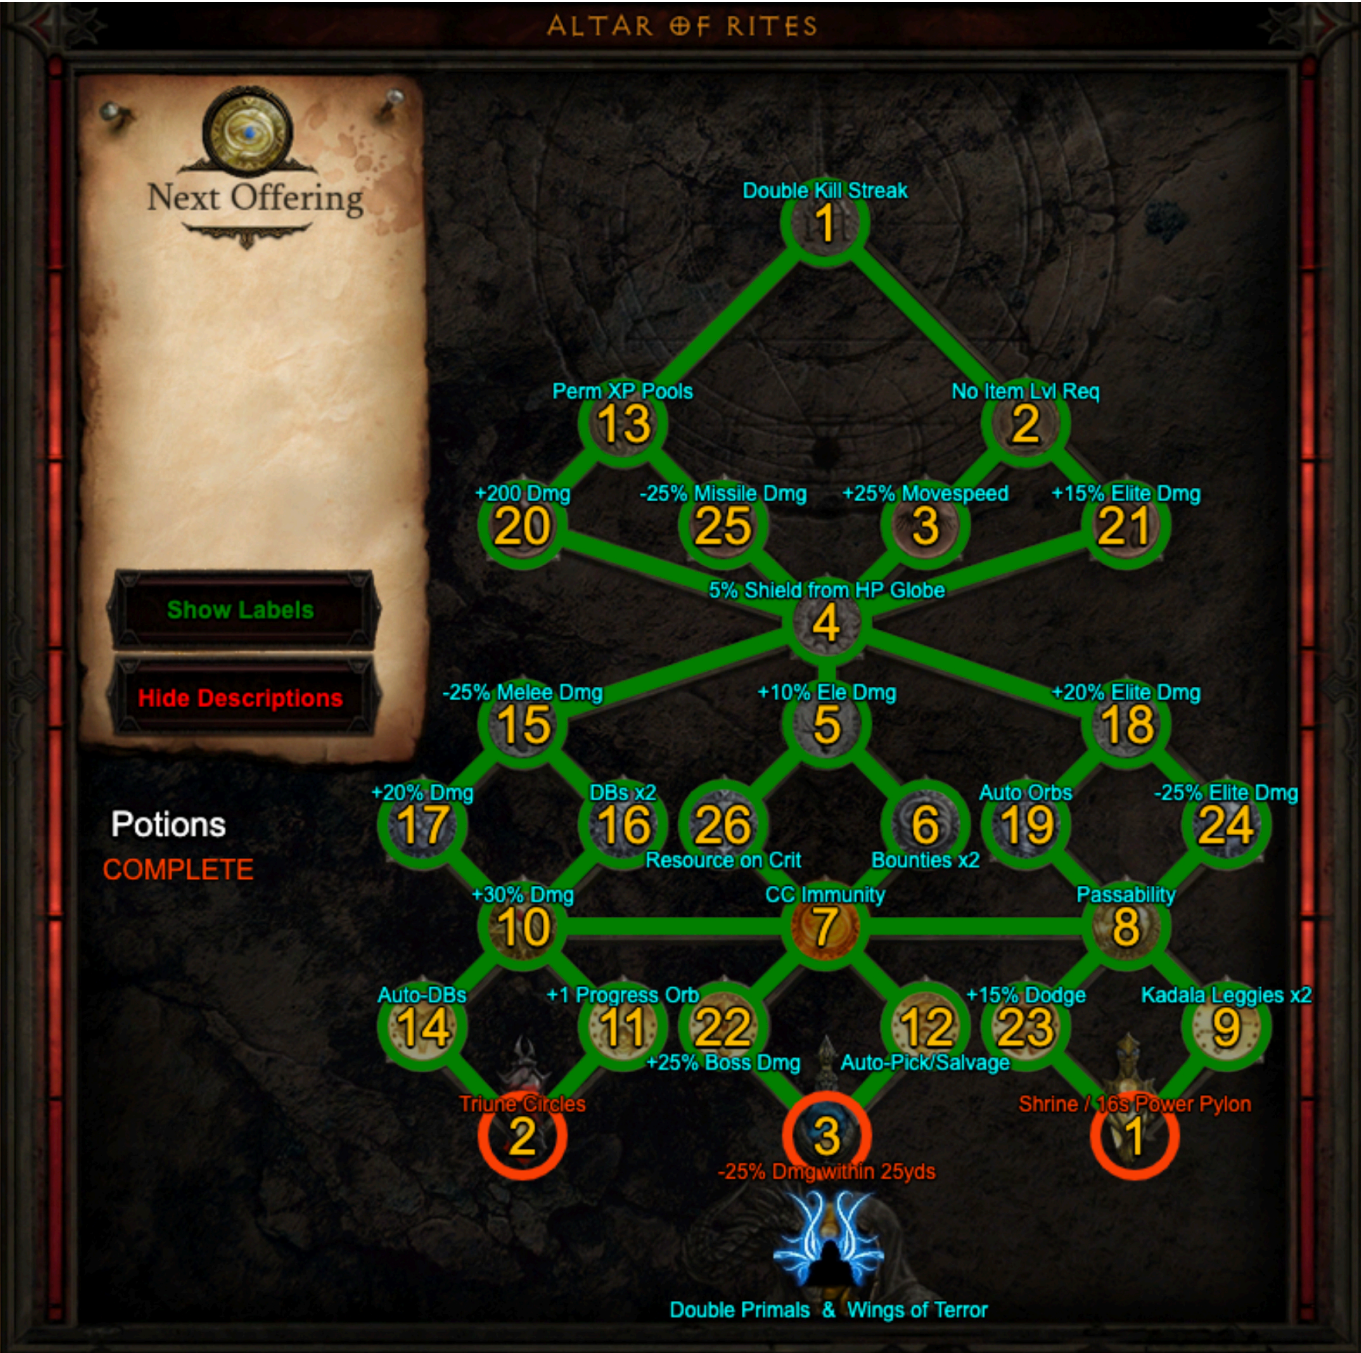 ALTAR OF RITES
Next Offering
Double Kill Streak
1
Perm XP Pools
No Item Lvl Req
13
2
+200 Dmg
-25% Missile Dmg
+25% Movespeed
+15% Elite Dmg
20
25
3
21
5% Shield from HP Globe
4
Show Labels
Hide Descriptions
-25% Melee Dmg
+10% Ele Dmg
+20% Elite Dmg
15
5
18
+20% Dmg
DBs x2
Auto Orbs
-25% Elite Dmg
17
16
26
6
19
24
Resource on Crit
Bounties x2
Potions
COMPLETE
+30% Dmg
CC Immunity
Passability
10
7
8
Auto-DBs
+1 Progress Orb
+15% Dodge
Kadala Leggies x2
14
11
22
12
23
9
+25% Boss Dmg
Auto-Pick/Salvage
Triune Circles
Shrine / 16s Power Pylon
2
3
1
-25% Dmg within 25yds
Double Primals & Wings of Terror